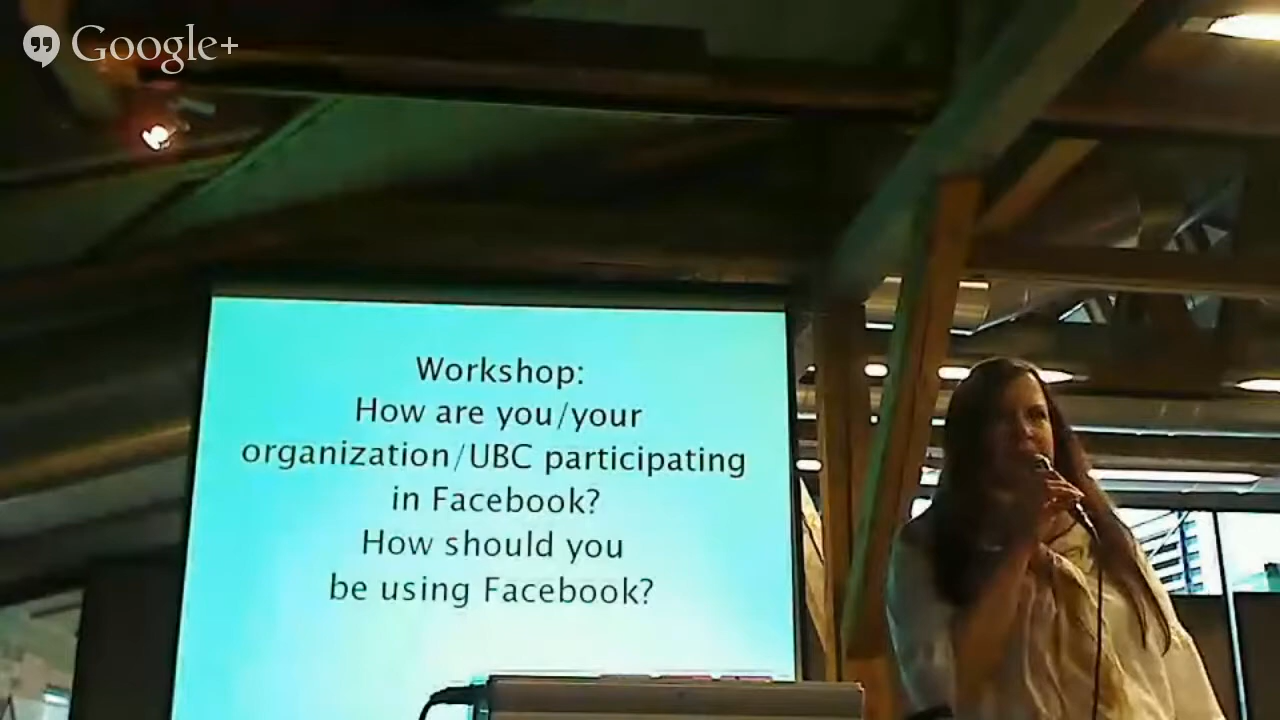 Google+
Workshop:
How are you/your
organization/UBC participating
in Facebook?
How should you
be using Facebook?